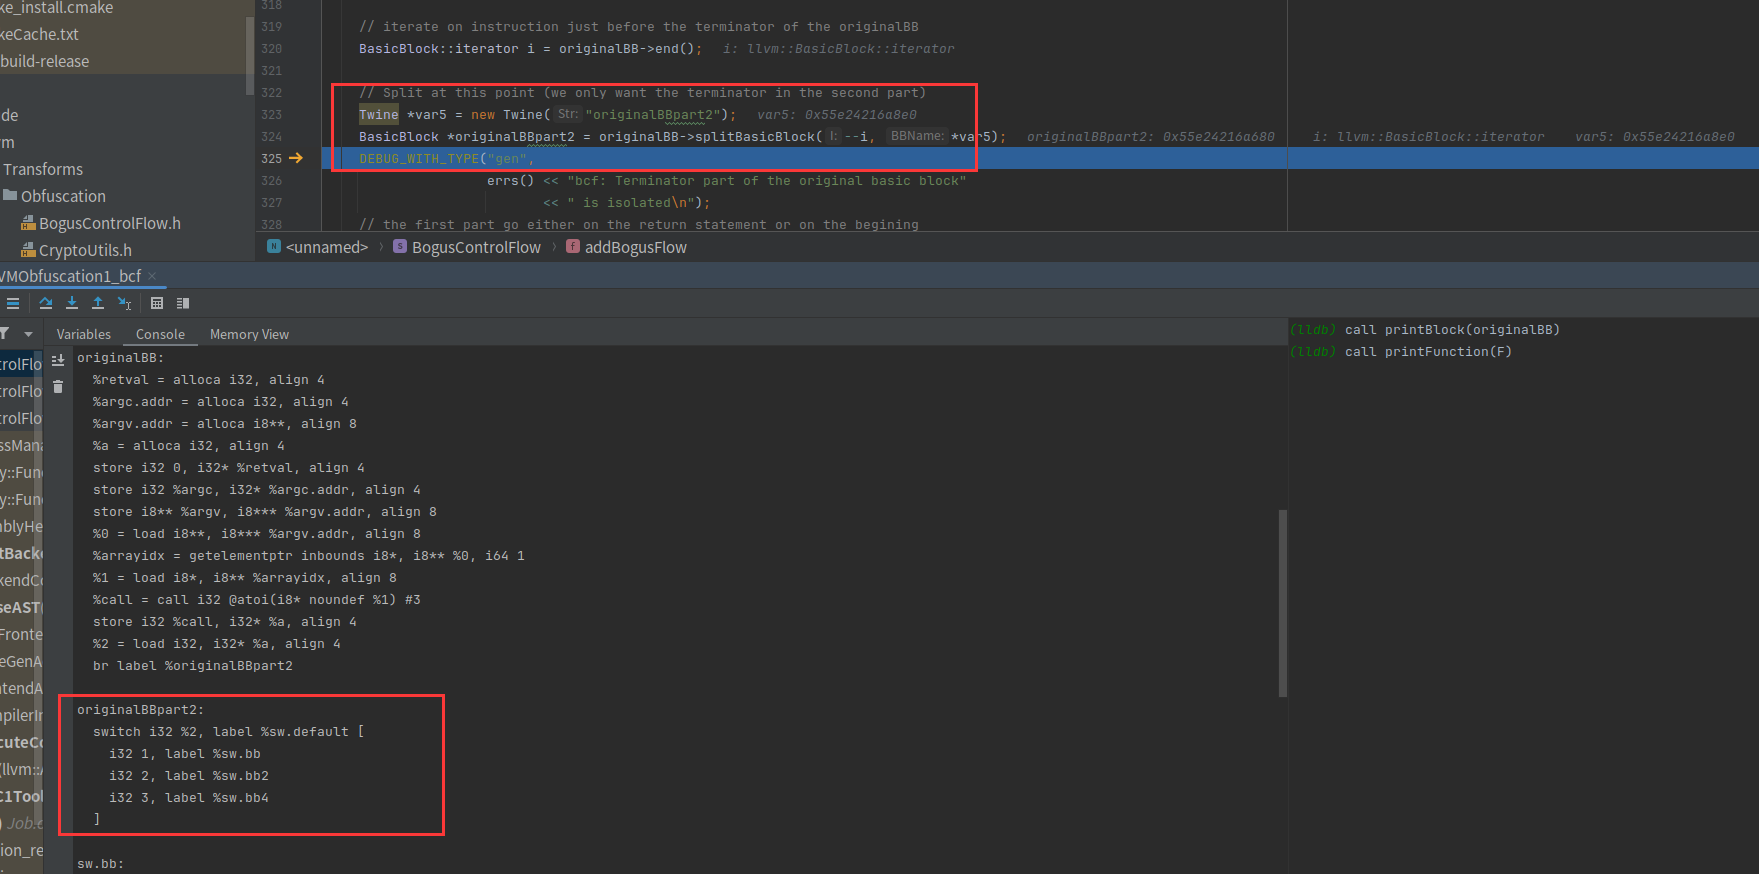 ke_install.cmake
keCache.txt
build-release
de
m
Transforms
Obfuscation
BogusControlFlow.h
CryptoUtils.h
318
319 // iterate on instruction just before the terminator of the originalBB
320 BasicBlock::iterator i = originalBB->end(); i: llvm::BasicBlock::iterator
321
322 // Split at this point (we only want the terminator in the second part)
323 Twine *var5 = new Twine( Str: "originalBBpart2"); var5: 0x55e24216a8e0
324 BasicBlock *originalBBpart2 = originalBB->splitBasicBlock( I: --i, BBName: *var5); originalBBpart2: 0x55e24216a680 i: llvm::BasicBlock::iterator var5: 0x55e24216a8e0
325 DEBUG_WITH_TYPE("gen",
326 errs() << "bcf: Terminator part of the original basic block"
327 << " is isolated\n");
328 // the first part go either on the return statement or on the begining
N <unnamed> › S BogusControlFlow › f addBogusFlow
VMObfuscation1_bcf ×
Variables Console Memory View
trolFlo
trolFlo
trolFlo
ssMana
y::Fun
y::Fun
mblyHe
tBacke
kendCo
seAST(
Fronte
eGenA
ntendA
mpilerIn
cuteCo
(llvm::
C1Tool
) Job.c
ion_re
originalBB:
%retval = alloca i32, align 4
%argc.addr = alloca i32, align 4
%argv.addr = alloca i8**, align 8
%a = alloca i32, align 4
store i32 0, i32* %retval, align 4
store i32 %argc, i32* %argc.addr, align 4
store i8** %argv, i8*** %argv.addr, align 8
%0 = load i8**, i8*** %argv.addr, align 8
%arrayidx = getelementptr inbounds i8*, i8** %0, i64 1
%1 = load i8*, i8** %arrayidx, align 8
%call = call i32 @atoi(i8* noundef %1) #3
store i32 %call, i32* %a, align 4
%2 = load i32, i32* %a, align 4
br label %originalBBpart2
originalBBpart2:
switch i32 %2, label %sw.default [
i32 1, label %sw.bb
i32 2, label %sw.bb2
i32 3, label %sw.bb4
]
sw.bb:
(lldb) call printBlock(originalBB)
(lldb) call printFunction(F)